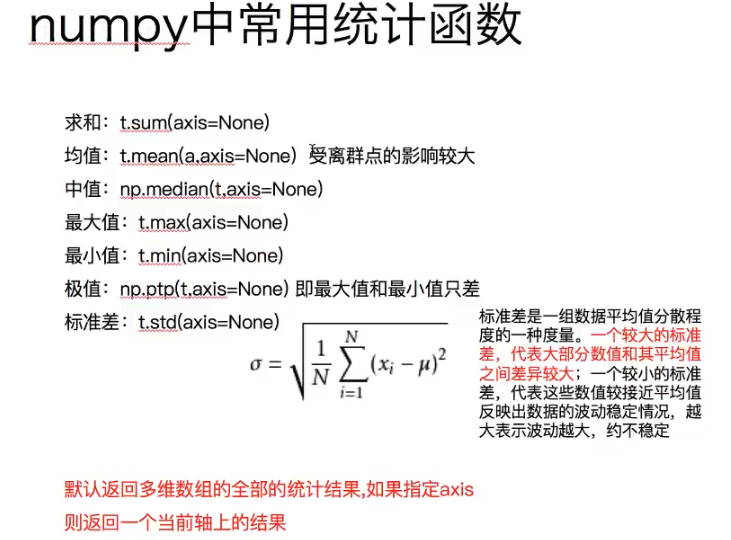 numpy中常用统计函数
求和：t.sum(axis=None)
均值：t.mean(a,axis=None) 受离群点的影响较大
中值：np.median(t,axis=None)
最大值：t.max(axis=None)
最小值：t.min(axis=None)
极值：np.ptp(t,axis=None) 即最大值和最小值只差
标准差：t.std(axis=None)
σ = √(1/N ∑_{i=1}^{N} (x_i − μ)²)
标准差是一组数据平均值分散程
度的一种度量。一个较大的标准
差，代表大部分数值和其平均值
之间差异较大；一个较小的标准
差，代表这些数值较接近平均值
反映出数据的波动稳定情况，越
大表示波动越大，约不稳定
默认返回多维数组的全部的统计结果,如果指定axis
则返回一个当前轴上的结果